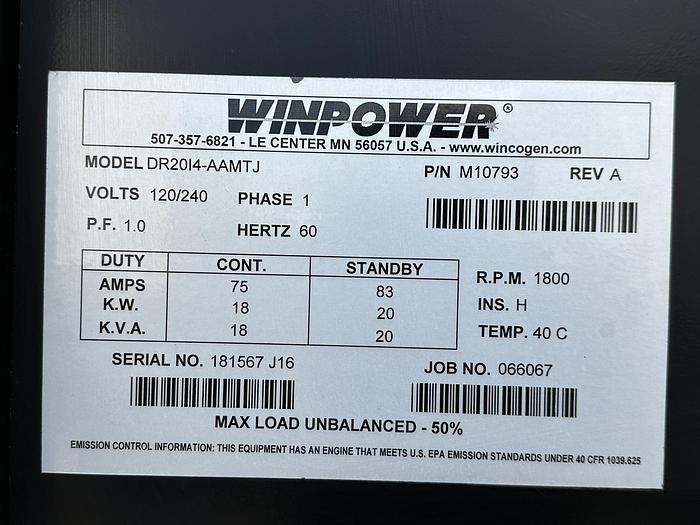 WINPOWER®
507-357-6821 - LE CENTER MN 56057 U.S.A. - www.wincogen.com
MODEL DR20I4-AAMTJ P/N M10793 REV A
VOLTS 120/240 PHASE 1
P.F. 1.0 HERTZ 60
DUTY CONT. STANDBY
AMPS 75 83
K.W. 18 20
K.V.A. 18 20
R.P.M. 1800
INS. H
TEMP. 40 C
SERIAL NO. 181567 J16 JOB NO. 066067
MAX LOAD UNBALANCED - 50%
EMISSION CONTROL INFORMATION: THIS EQUIPMENT HAS AN ENGINE THAT MEETS U.S. EPA EMISSION STANDARDS UNDER 40 CFR 1039.625